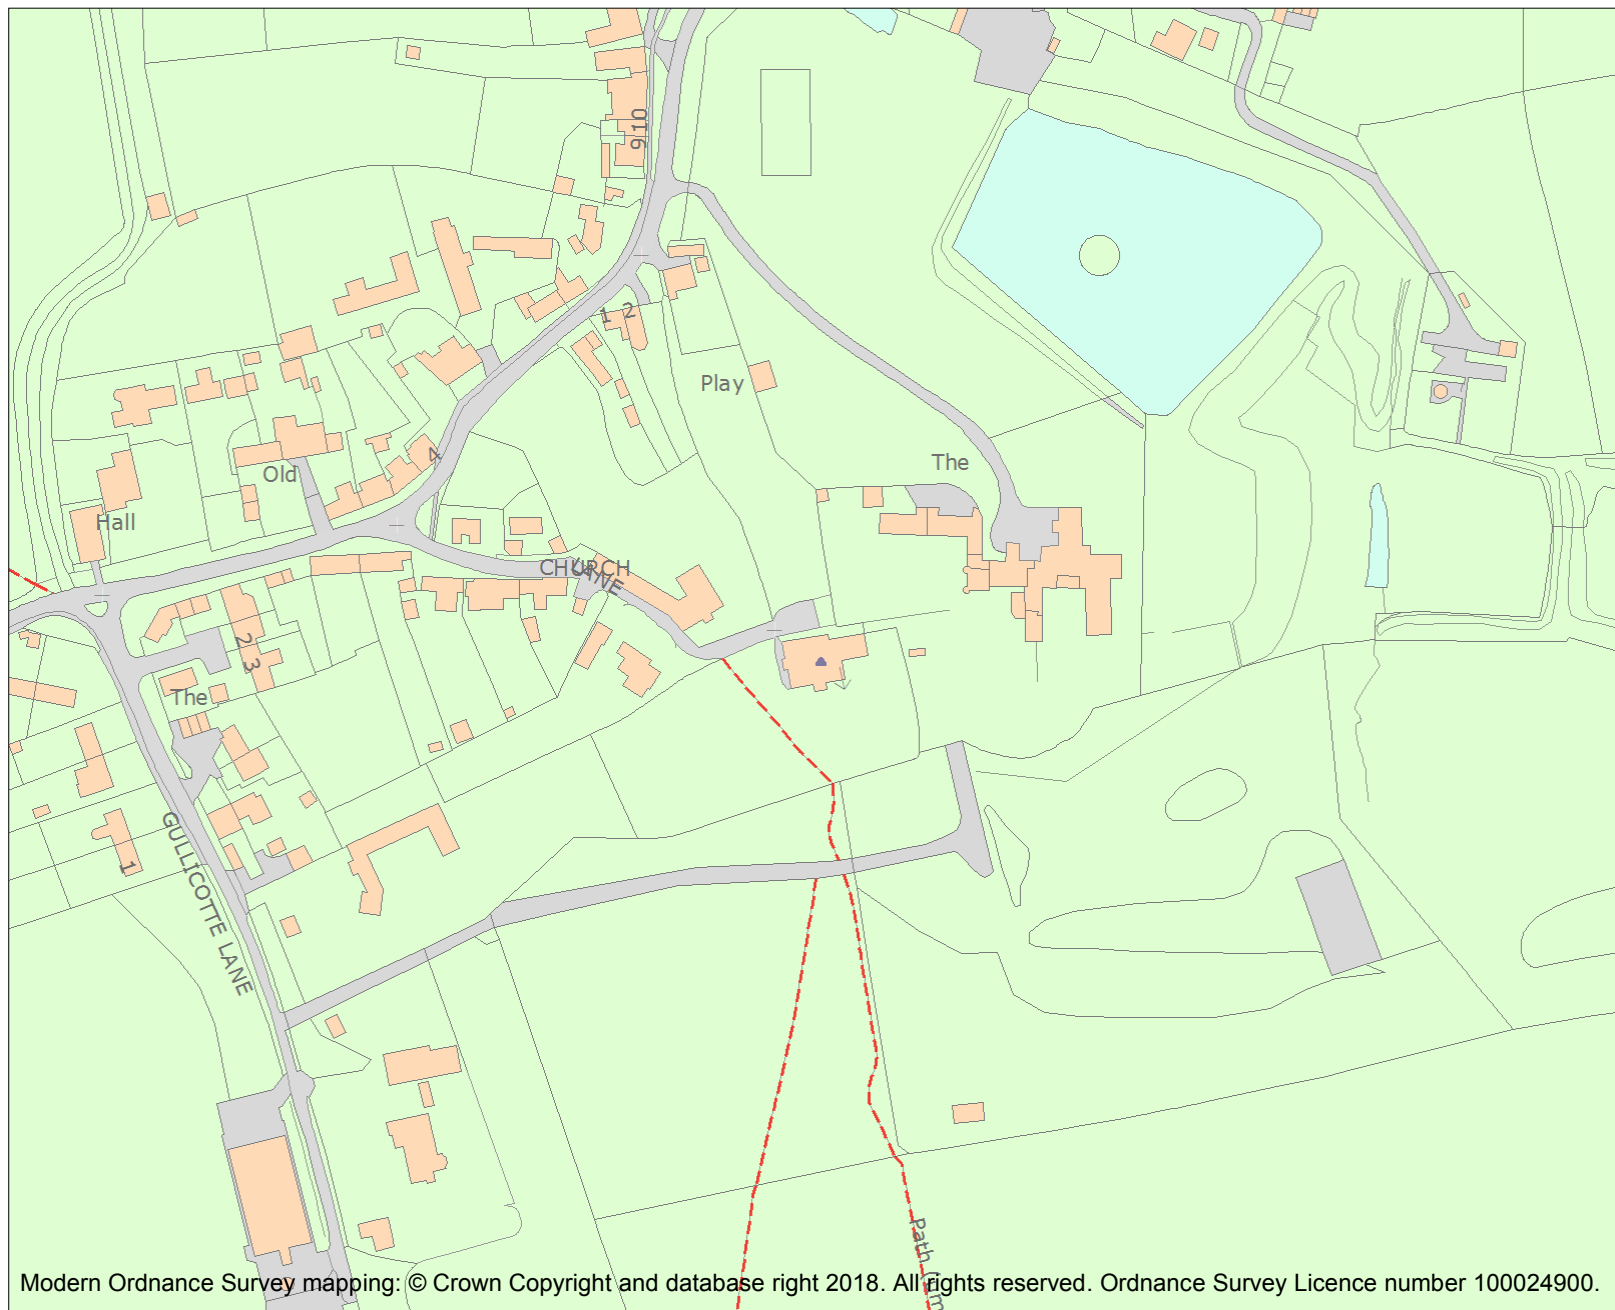 9
10
1
2
Play
4
The
Old
Hall
CHURCH
LANE
2
3
The
1
GULLICOTTE LANE
Path (um
Modern Ordnance Survey mapping: © Crown Copyright and database right 2018. All rights reserved. Ordnance Survey Licence number 100024900.